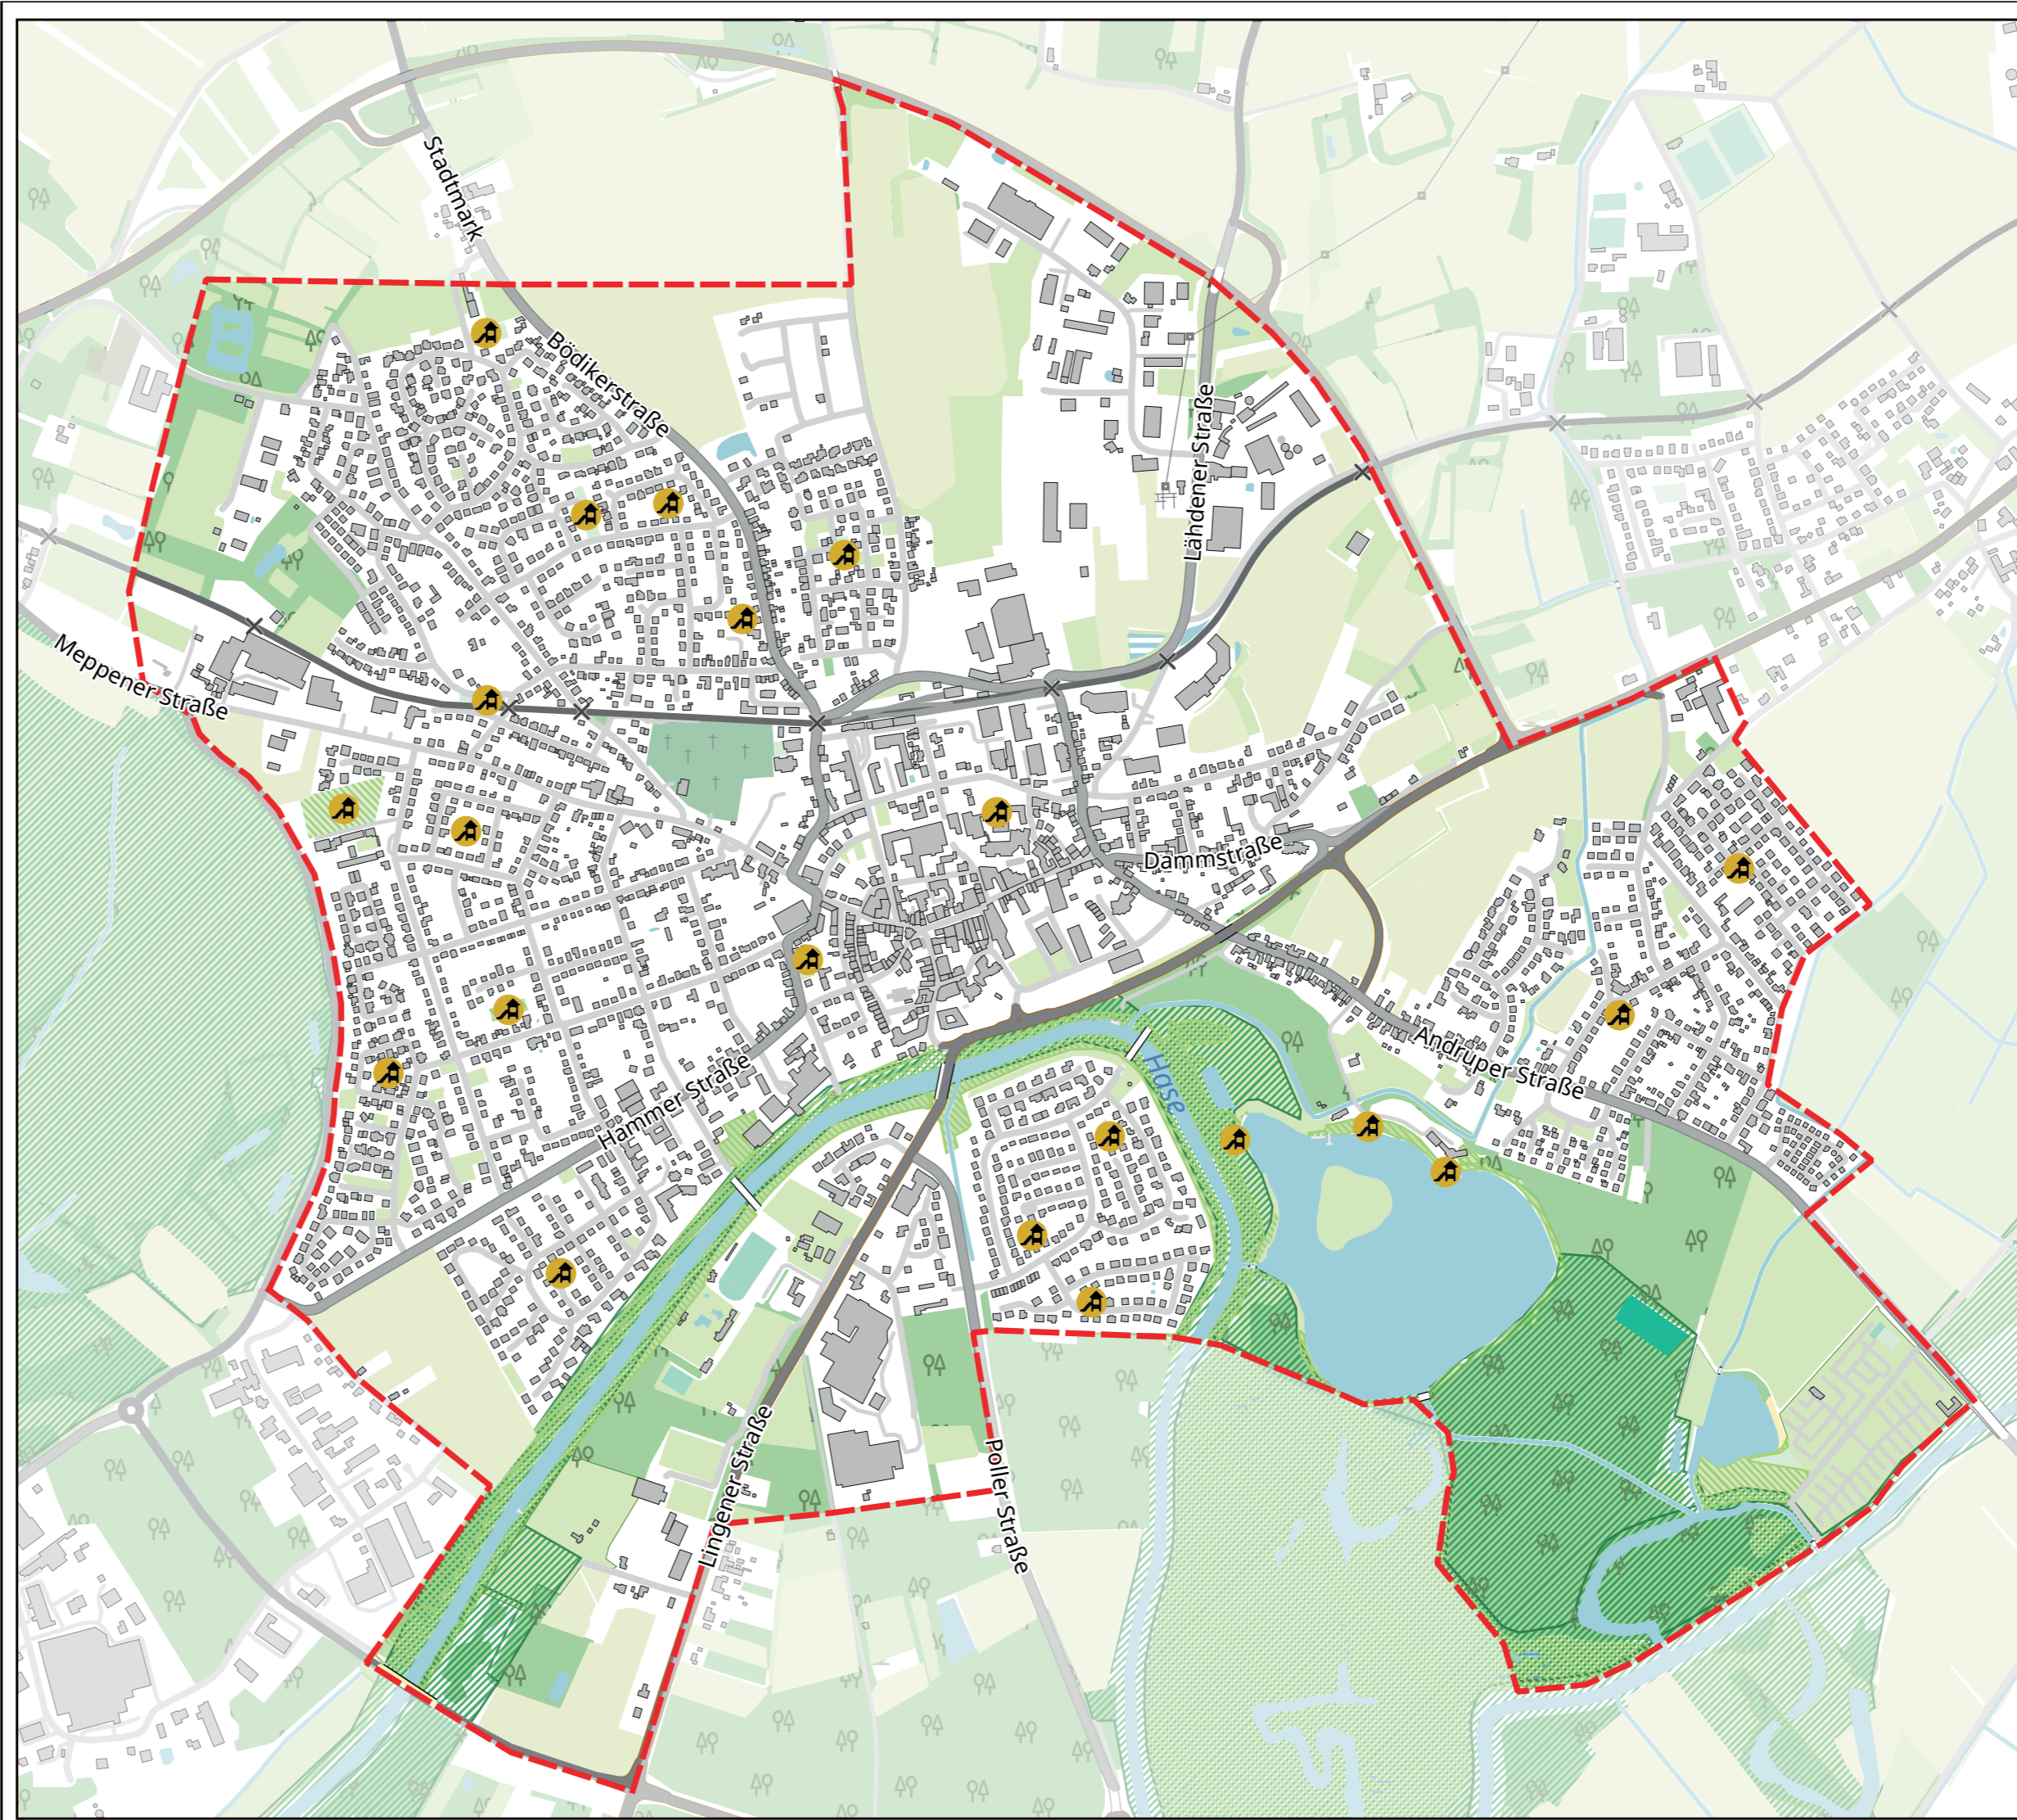 Stadtmark
Bödikerstraße
Lähdener Straße
Meppener Straße
Dammstraße
Hase
Andruper Straße
Hammer Straße
Lingener Straße
Poller Straße